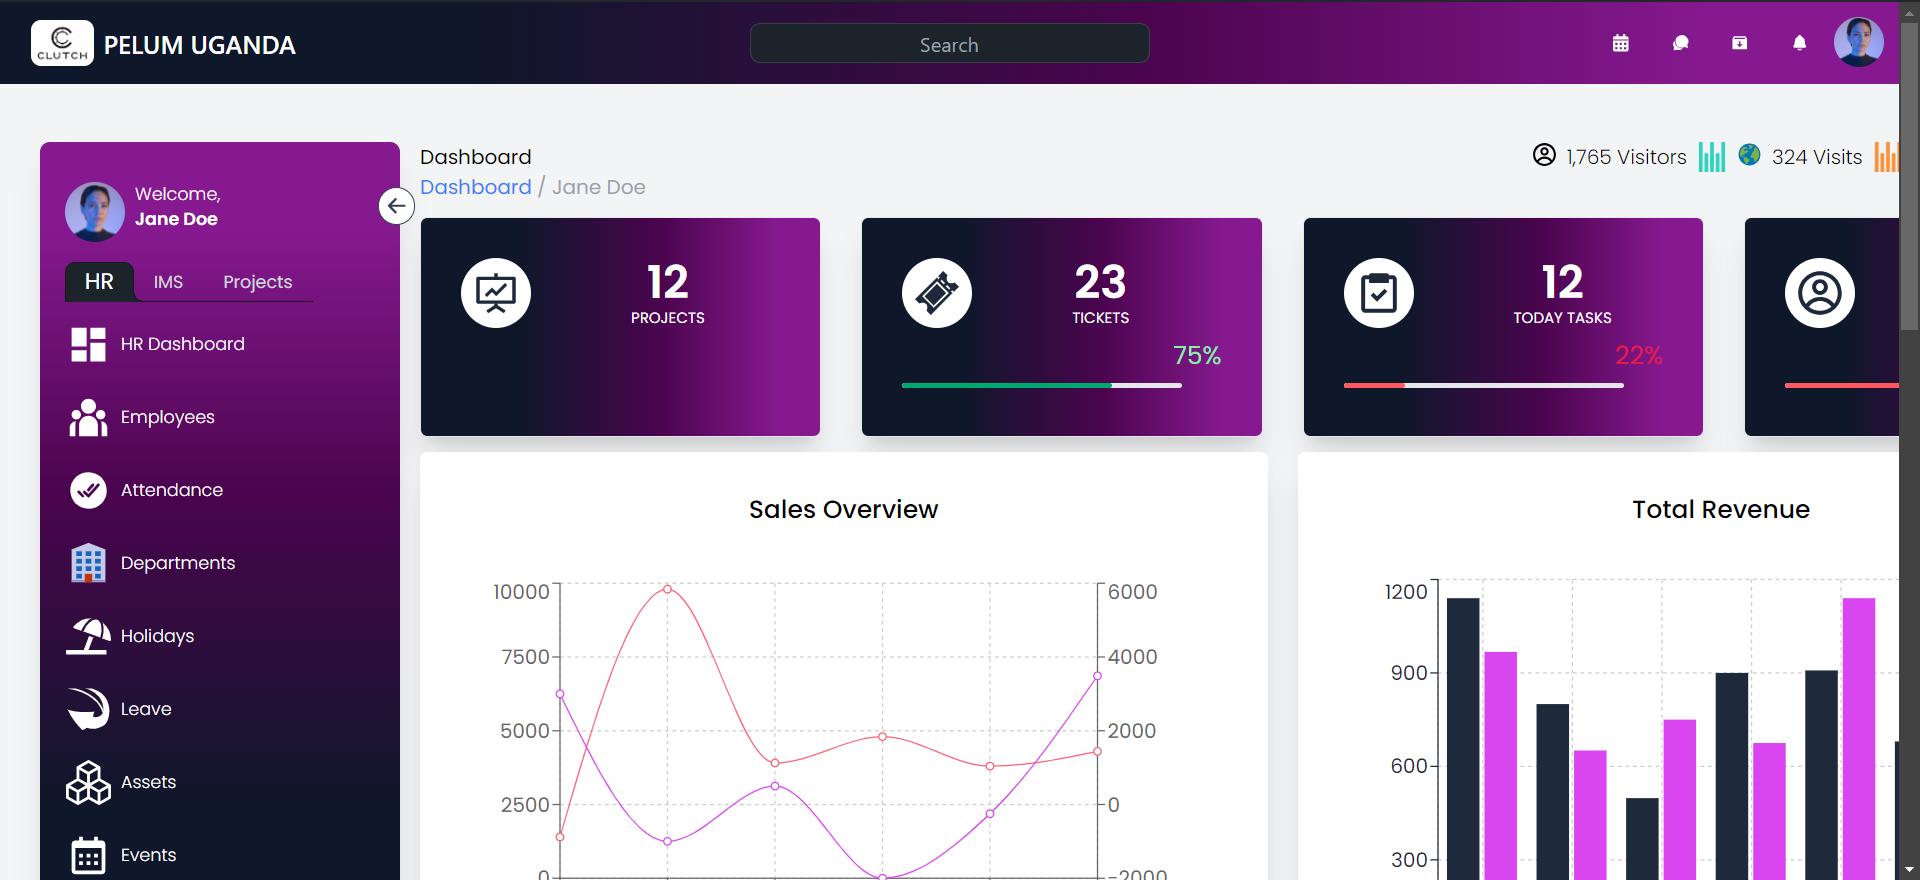 CLUTCH
PELUM UGANDA
Search
Welcome,
Jane Doe
HR
IMS
Projects
HR Dashboard
Employees
Attendance
Departments
Holidays
Leave
Assets
Events
Dashboard
Dashboard / Jane Doe
1,765 Visitors
324 Visits
12
PROJECTS
23
TICKETS
75%
12
TODAY TASKS
22%
Sales Overview
10000
7500
5000
2500
0
6000
4000
2000
0
-2000
Total Revenue
1200
900
600
300